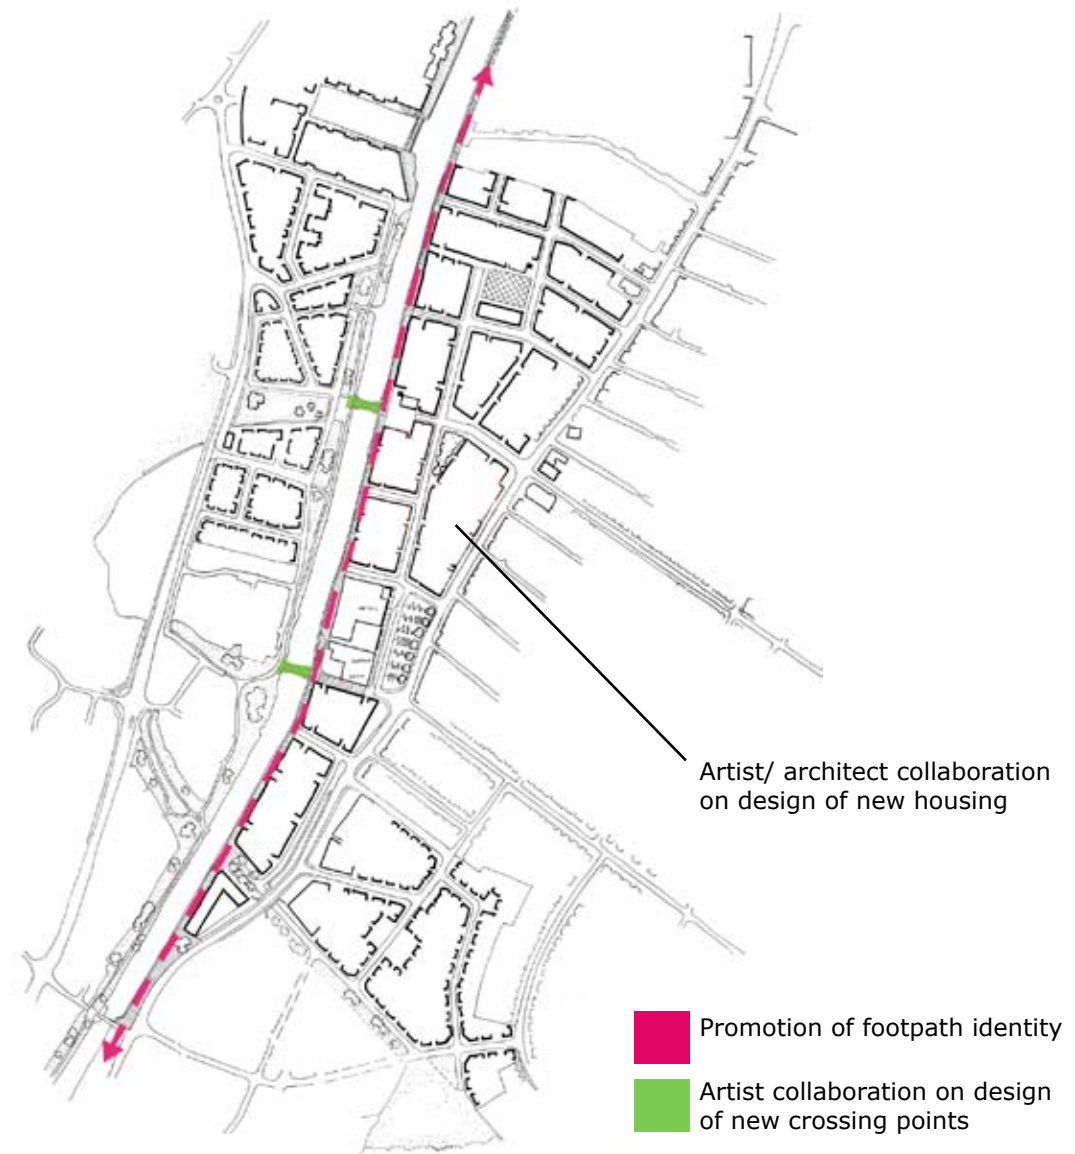 Artist/ architect collaboration
on design of new housing
Promotion of footpath identity
Artist collaboration on design
of new crossing points